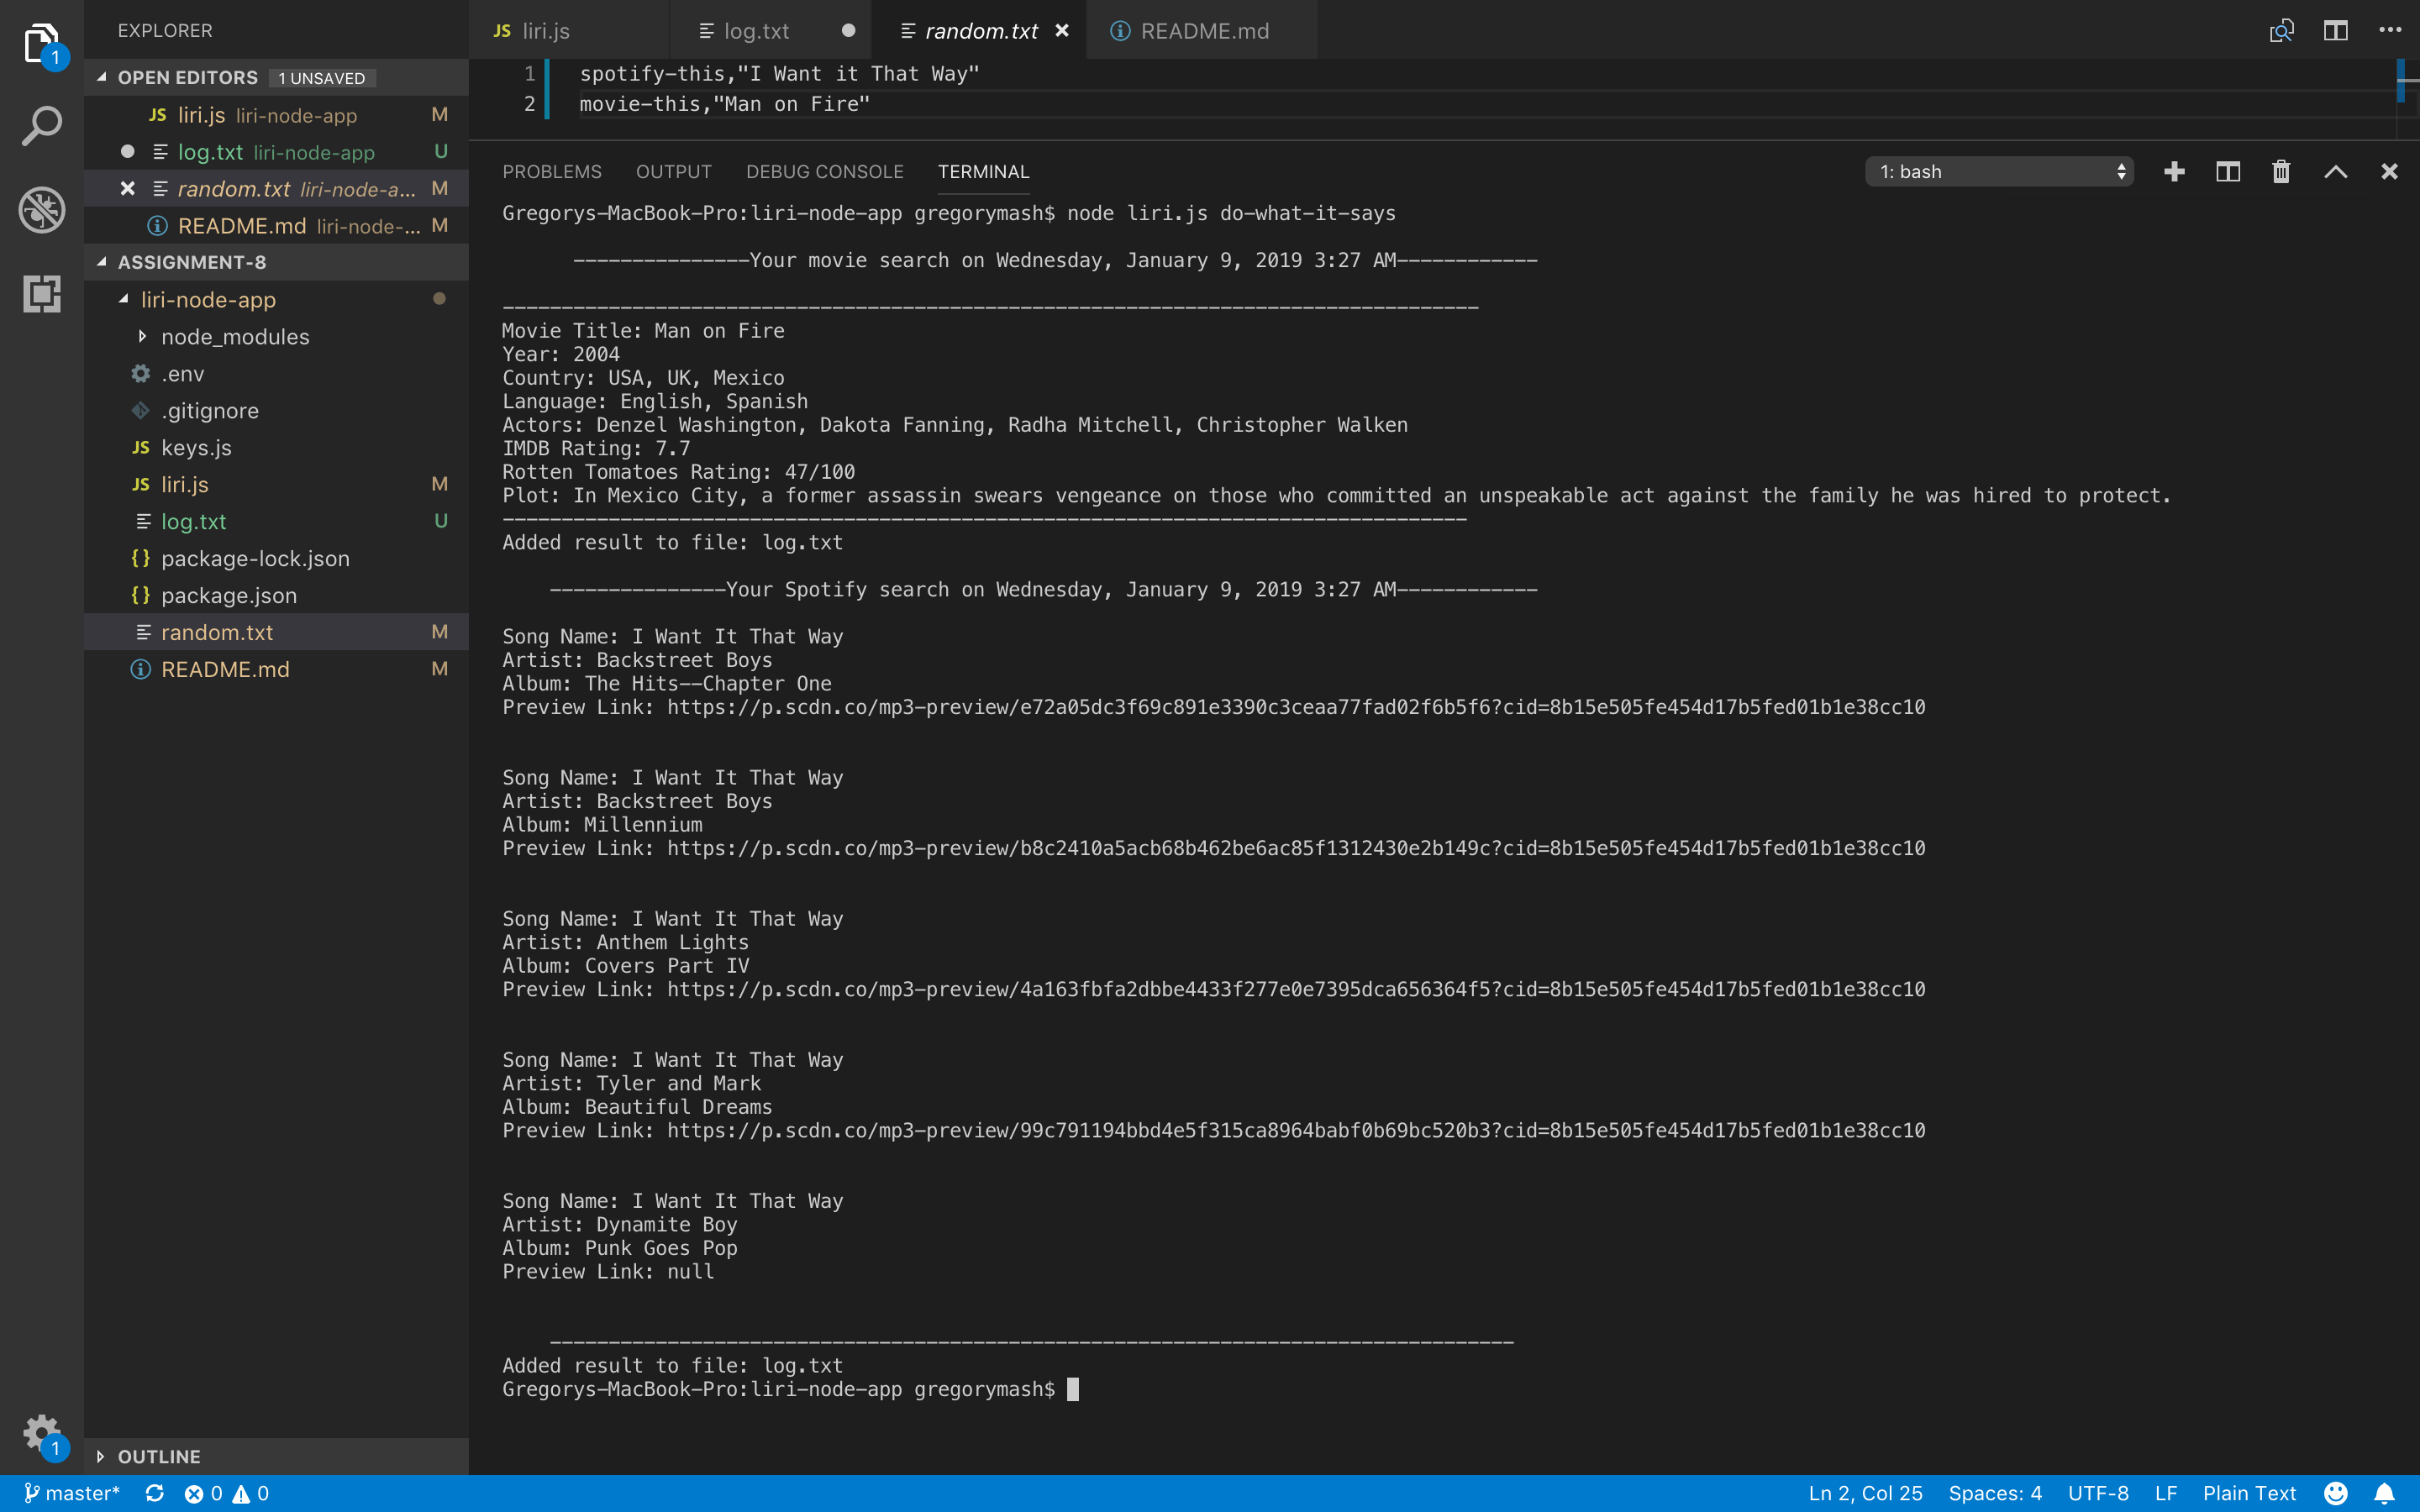 EXPLORER
OPEN EDITORS 1 UNSAVED
JS liri.js liri-node-app M
log.txt liri-node-app U
random.txt liri-node-a... M
README.md liri-node-... M
ASSIGNMENT-8
liri-node-app
node_modules
.env
.gitignore
JS keys.js
JS liri.js M
log.txt U
{} package-lock.json
{} package.json
random.txt M
README.md M
OUTLINE
1
1
JS liri.js log.txt random.txt README.md
1 spotify-this,"I Want it That Way"
2 movie-this,"Man on Fire"
PROBLEMS OUTPUT DEBUG CONSOLE TERMINAL 1: bash
Gregorys-MacBook-Pro:liri-node-app gregorymash$ node liri.js do-what-it-says
---------------Your movie search on Wednesday, January 9, 2019 3:27 AM------------
-----------------------------------------------------------------------------------
Movie Title: Man on Fire
Year: 2004
Country: USA, UK, Mexico
Language: English, Spanish
Actors: Denzel Washington, Dakota Fanning, Radha Mitchell, Christopher Walken
IMDB Rating: 7.7
Rotten Tomatoes Rating: 47/100
Plot: In Mexico City, a former assassin swears vengeance on those who committed an unspeakable act against the family he was hired to protect.
----------------------------------------------------------------------------------
Added result to file: log.txt
---------------Your Spotify search on Wednesday, January 9, 2019 3:27 AM------------
Song Name: I Want It That Way
Artist: Backstreet Boys
Album: The Hits--Chapter One
Preview Link: https://p.scdn.co/mp3-preview/e72a05dc3f69c891e3390c3ceaa77fad02f6b5f6?cid=8b15e505fe454d17b5fed01b1e38cc10
Song Name: I Want It That Way
Artist: Backstreet Boys
Album: Millennium
Preview Link: https://p.scdn.co/mp3-preview/b8c2410a5acb68b462be6ac85f1312430e2b149c?cid=8b15e505fe454d17b5fed01b1e38cc10
Song Name: I Want It That Way
Artist: Anthem Lights
Album: Covers Part IV
Preview Link: https://p.scdn.co/mp3-preview/4a163fbfa2dbbe4433f277e0e7395dca656364f5?cid=8b15e505fe454d17b5fed01b1e38cc10
Song Name: I Want It That Way
Artist: Tyler and Mark
Album: Beautiful Dreams
Preview Link: https://p.scdn.co/mp3-preview/99c791194bbd4e5f315ca8964babf0b69bc520b3?cid=8b15e505fe454d17b5fed01b1e38cc10
Song Name: I Want It That Way
Artist: Dynamite Boy
Album: Punk Goes Pop
Preview Link: null
----------------------------------------------------------------------------------
Added result to file: log.txt
Gregorys-MacBook-Pro:liri-node-app gregorymash$
master* 0 0 Ln 2, Col 25 Spaces: 4 UTF-8 LF Plain Text